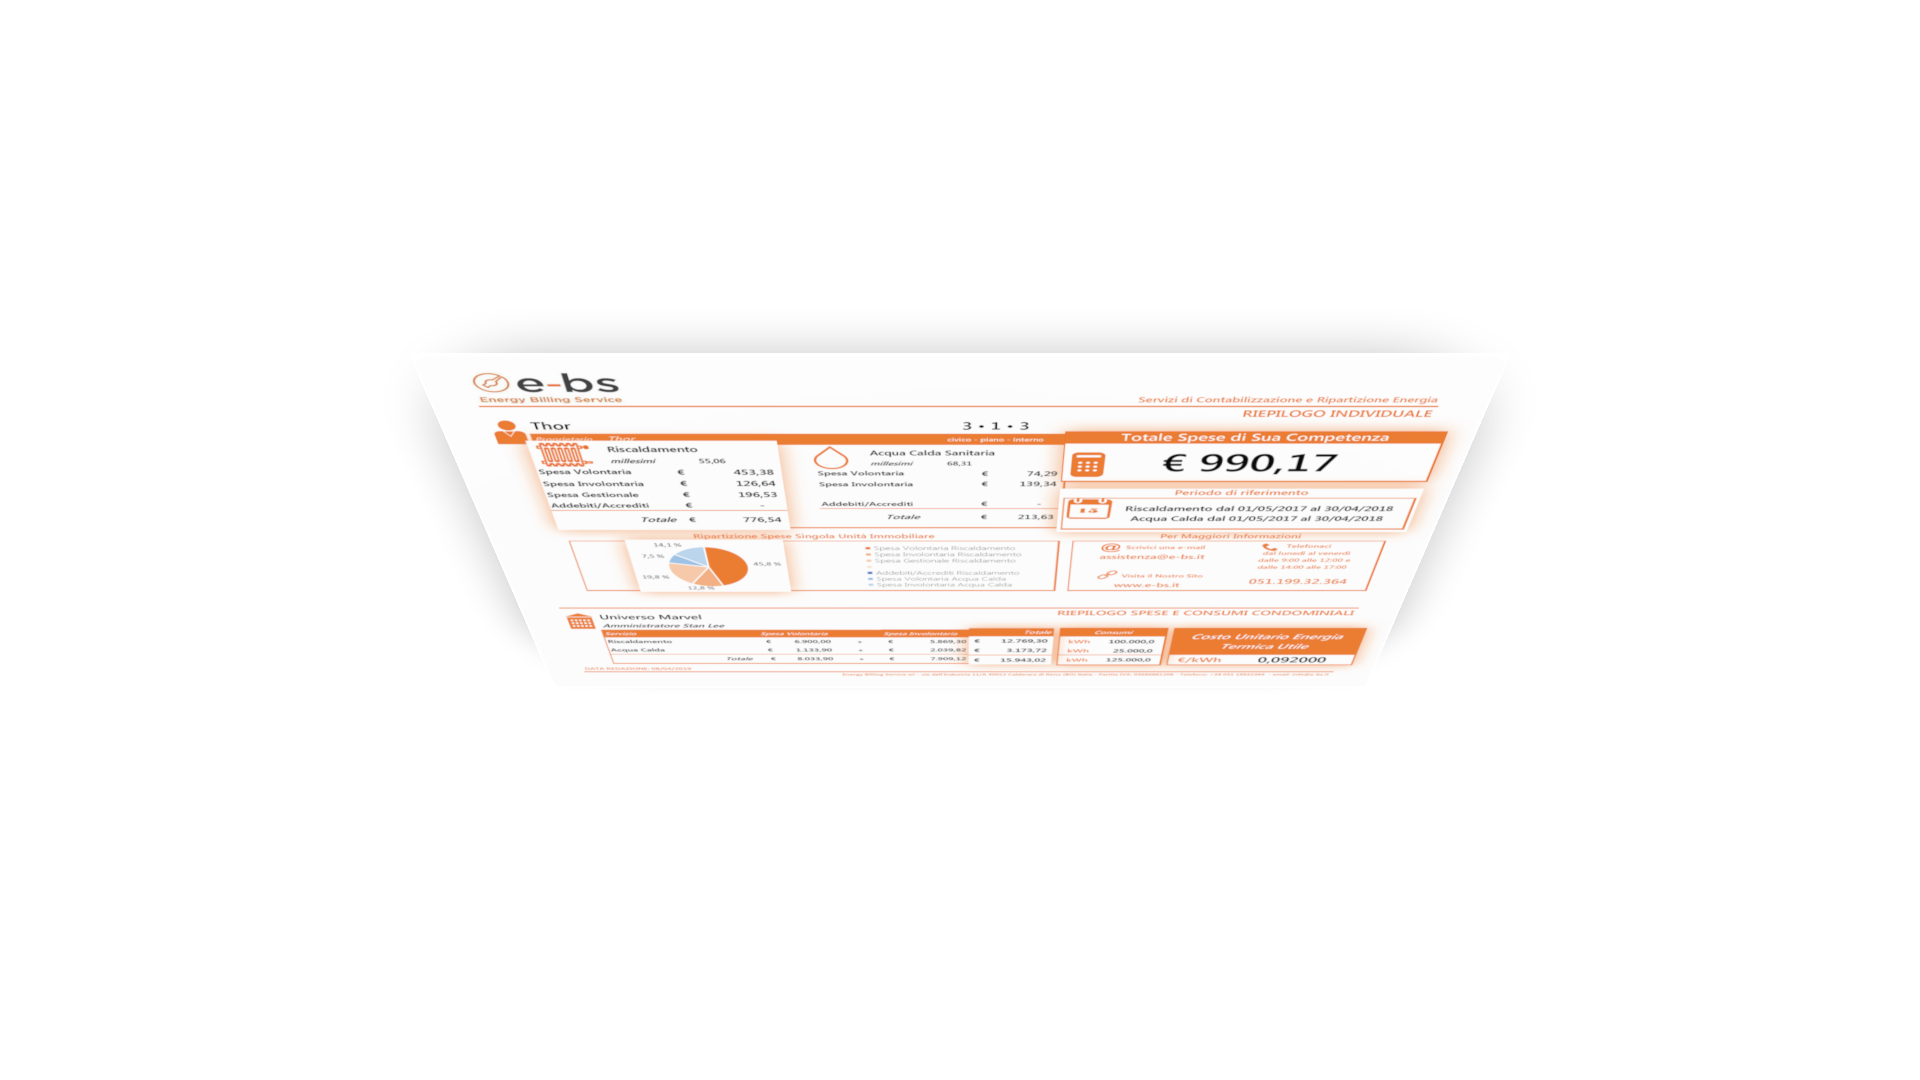 e-bs
Energy Billing Service
Servizi di Contabilizzazione e Ripartizione Energia
RIEPILOGO INDIVIDUALE
Thor
3 • 1 • 3
Proprietario Thor
civico - piano - interno
Riscaldamento
millesimi 55,06
Spesa Volontaria € 453,38
Spesa Involontaria € 126,64
Spesa Gestionale € 196,53
Addebiti/Accrediti € -
Totale € 776,54
Acqua Calda Sanitaria
millesimi 68,31
Spesa Volontaria € 74,29
Spesa Involontaria € 139,34
Addebiti/Accrediti € -
Totale € 213,63
Totale Spese di Sua Competenza
€ 990,17
Periodo di riferimento
15
Riscaldamento dal 01/05/2017 al 30/04/2018
Acqua Calda dal 01/05/2017 al 30/04/2018
Ripartizione Spese Singola Unità Immobiliare
14,1 %
7,5 %
45,8 %
19,8 %
12,8 %
Spesa Volontaria Riscaldamento
Spesa Involontaria Riscaldamento
Spesa Gestionale Riscaldamento
Addebiti/Accrediti Riscaldamento
Spesa Volontaria Acqua Calda
Spesa Involontaria Acqua Calda
Per Maggiori Informazioni
Scrivici una e-mail
assistenza@e-bs.it
Visita il Nostro Sito
www.e-bs.it
Telefonaci
dal lunedì al venerdì
dalle 9:00 alle 12:00 e
dalle 14:00 alle 17:00
051.199.32.364
RIEPILOGO SPESE E CONSUMI CONDOMINIALI
Universo Marvel
Amministratore Stan Lee
Servizio Spesa Volontaria Spesa Involontaria Totale Consumi
Riscaldamento € 6.900,00 + € 5.869,30 € 12.769,30 kWh 100.000,0
Acqua Calda € 1.133,90 + € 2.039,82 € 3.173,72 kWh 25.000,0
Totale € 8.033,90 + € 7.909,12 € 15.943,02 kWh 125.000,0
Costo Unitario Energia
Termica Utile
€/kWh 0,092000